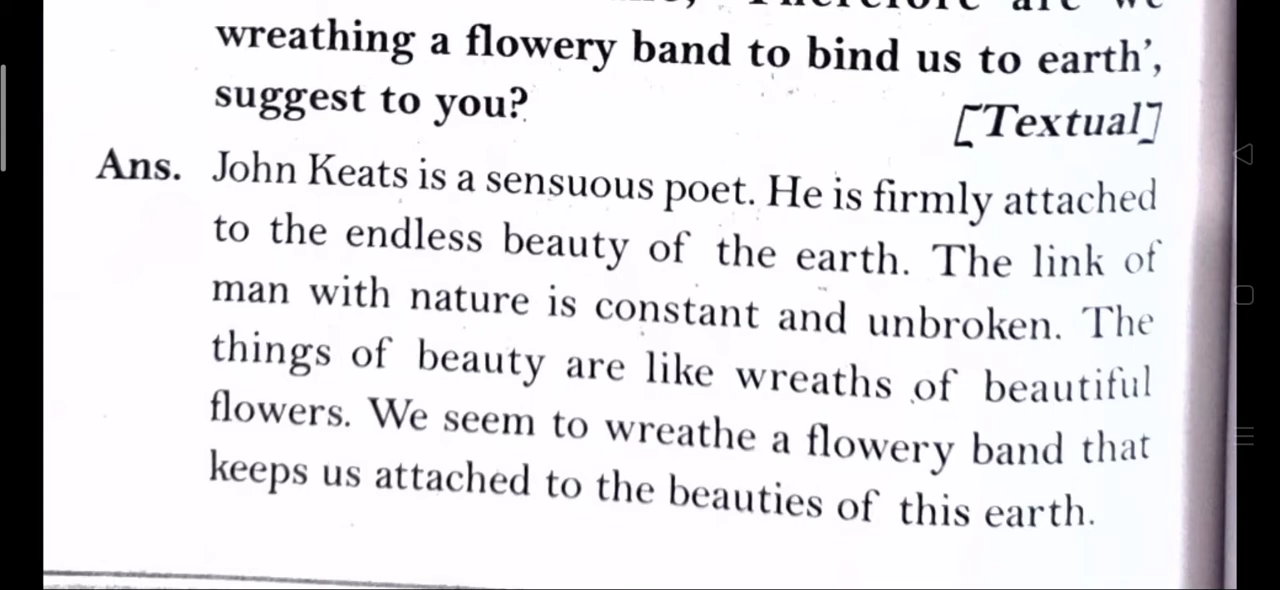 Therefore are we
wreathing a flowery band to bind us to earth',
suggest to you?
[Textual]
Ans. John Keats is a sensuous poet. He is firmly attached
to the endless beauty of the earth. The link of
man with nature is constant and unbroken. The
things of beauty are like wreaths of beautiful
flowers. We seem to wreathe a flowery band that
keeps us attached to the beauties of this earth.